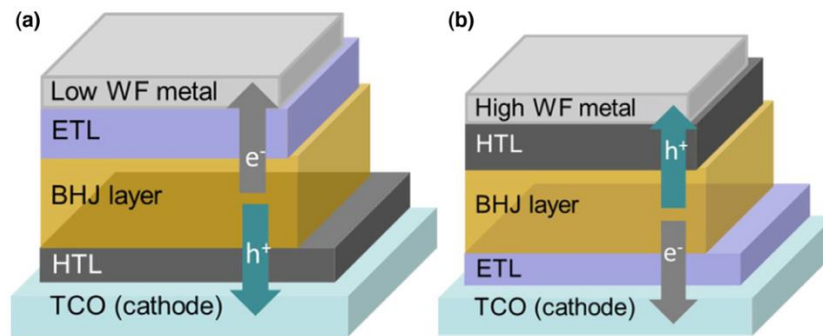 (a)
Low WF metal
ETL
e-
BHJ layer
h+
HTL
TCO (cathode)
(b)
High WF metal
HTL
h+
BHJ layer
e-
ETL
TCO (cathode)